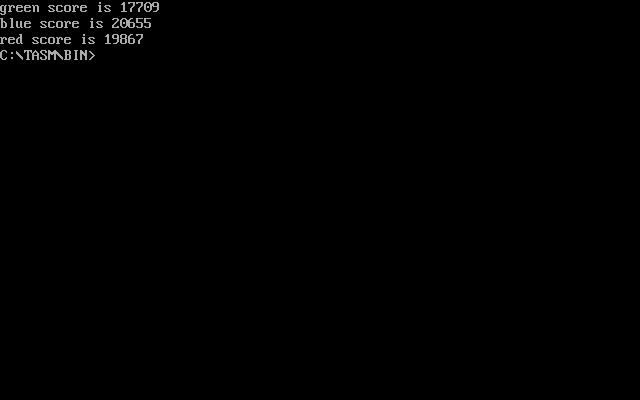 green score is 17709
blue score is 20655
red score is 19867
C:\TASM\BIN>